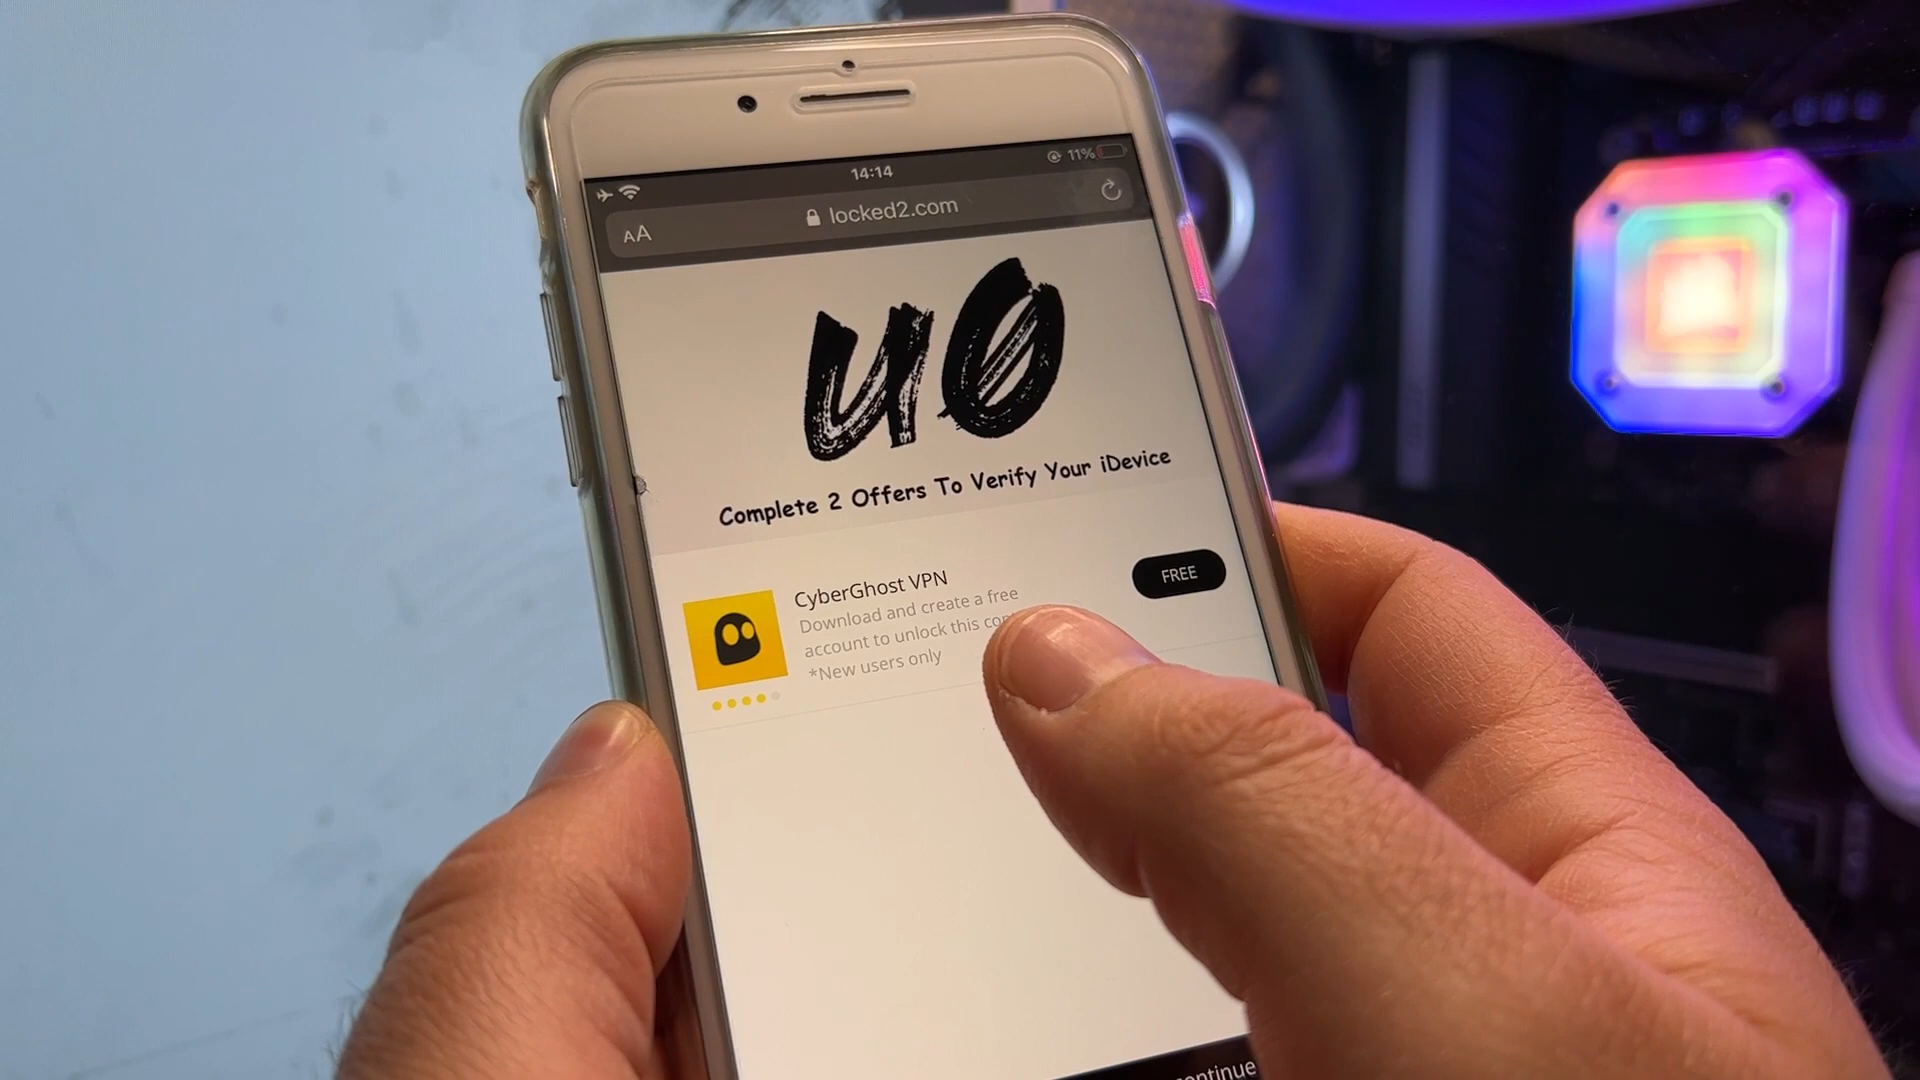 14:14
11%
AA
locked2.com
u0
Complete 2 Offers To Verify Your iDevice
CyberGhost VPN
FREE
Download and create a free
account to unlock this
*New users only